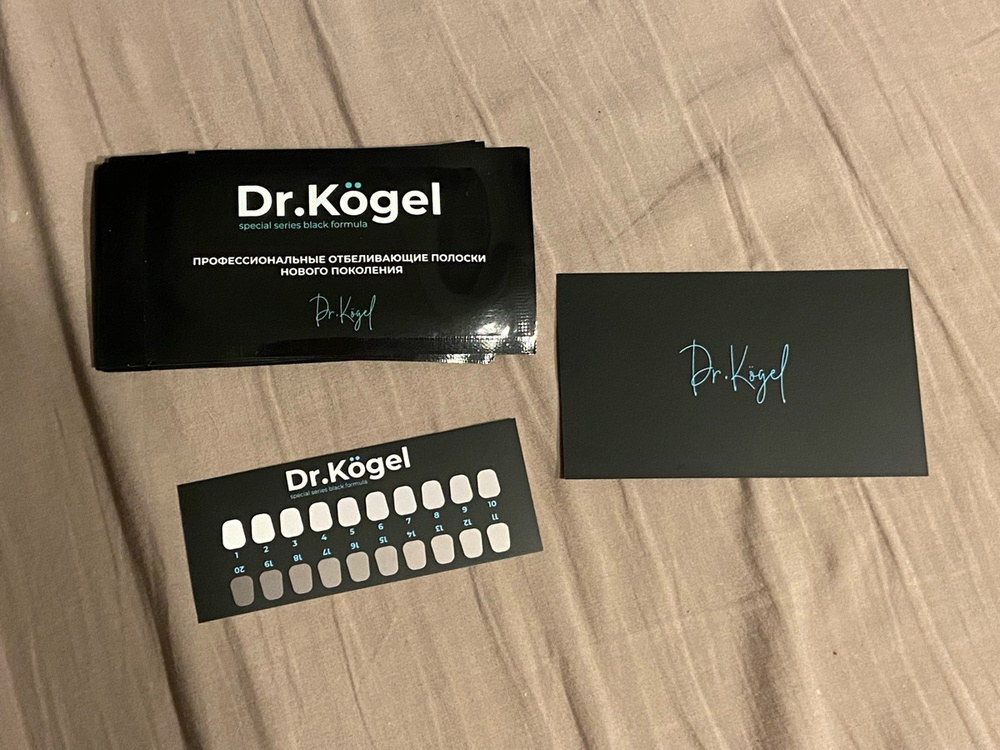 Dr.Kögel
special series black formula
ПРОФЕССИОНАЛЬНЫЕ ОТБЕЛИВАЮЩИЕ ПОЛОСКИ
НОВОГО ПОКОЛЕНИЯ
Dr.Kögel
Dr.Kögel
Dr.Kögel
special series black formula
1 2 3 4 5 6 7 8 9 10
20 19 18 17 16 15 14 13 12 11